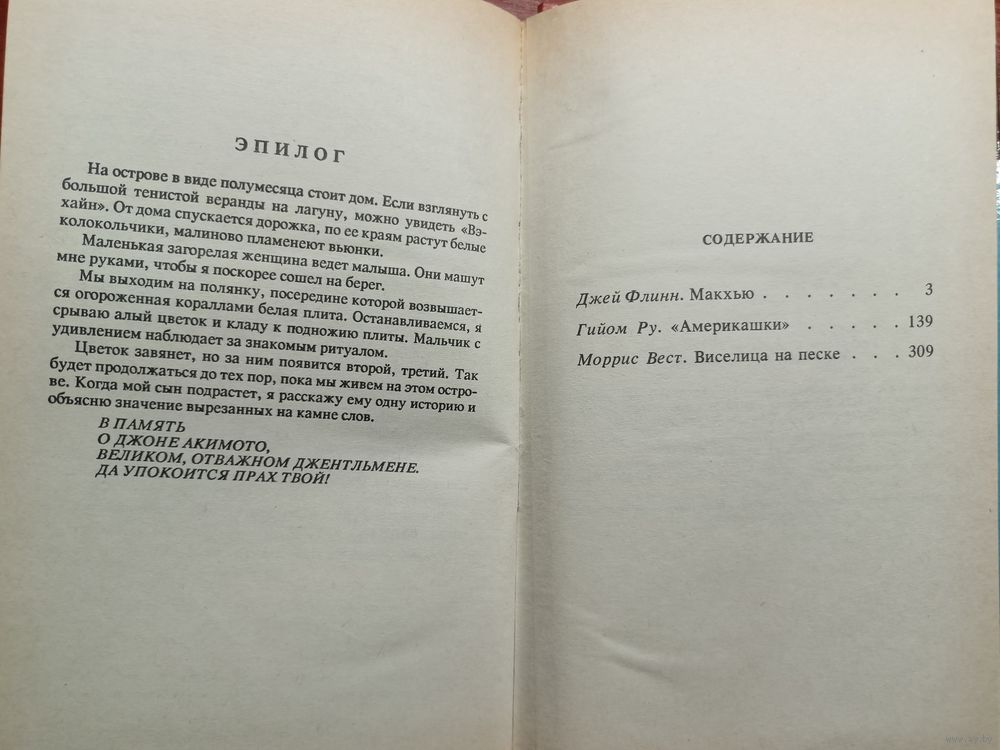 ЭПИЛОГ
На острове в виде полумесяца стоит дом. Если взглянуть с
большой тенистой веранды на лагуну, можно увидеть «Вэ-
хайн». От дома спускается дорожка, по ее краям растут белые
колокольчики, малиново пламенеют вьюнки.
Маленькая загорелая женщина ведет малыша. Они машут
мне руками, чтобы я поскорее сошел на берег.
Мы выходим на полянку, посередине которой возвышает-
ся огороженная кораллами белая плита. Останавливаемся, я
срываю алый цветок и кладу к подножию плиты. Мальчик с
удивлением наблюдает за знакомым ритуалом.
Цветок завянет, но за ним появится второй, третий. Так
будет продолжаться до тех пор, пока мы живем на этом остро-
ве. Когда мой сын подрастет, я расскажу ему одну историю и
объясню значение вырезанных на камне слов.
В ПАМЯТЬ
О ДЖОНЕ АКИМОТО,
ВЕЛИКОМ, ОТВАЖНОМ ДЖЕНТЛЬМЕНЕ.
ДА УПОКОИТСЯ ПРАХ ТВОЙ!
СОДЕРЖАНИЕ
Джей Флинн. Макхью . . . . . . . 3
Гийом Ру. «Америкашки» . . . . . 139
Моррис Вест. Виселица на песке . . . 309